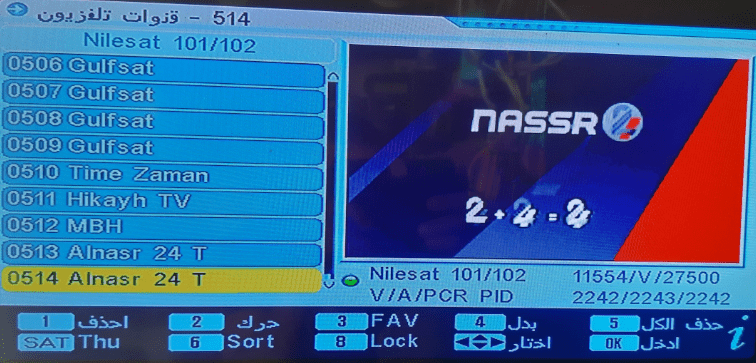 514 - قنوات تلفزيون
Nilesat 101/102
0506 Gulfsat
0507 Gulfsat
0508 Gulfsat
0509 Gulfsat
0510 Time Zaman
0511 Hikayh TV
0512 MBH
0513 Alnasr 24 T
0514 Alnasr 24 T
NASSR
Nilesat 101/102 11554/V/27500
V/A/PCR PID 2242/2243/2242
1 احذف 2 حرك 3 FAV 4 بدل 5 حذف الكل
SAT Thu 6 Sort 8 Lock اختار OK ادخل